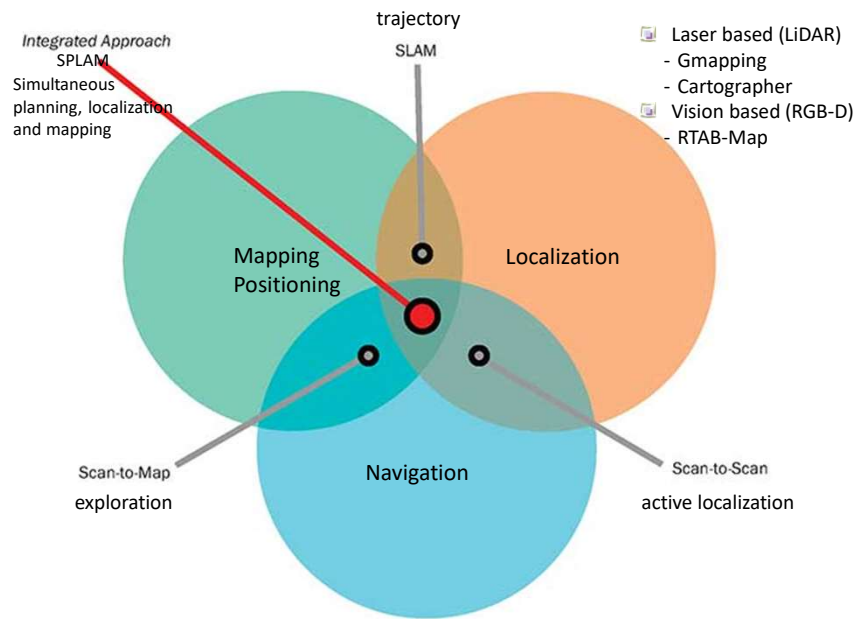 trajectory
SLAM
Integrated Approach
SPLAM
Simultaneous
planning, localization
and mapping
Laser based (LiDAR)
- Gmapping
- Cartographer
Vision based (RGB-D)
- RTAB-Map
Mapping
Positioning
Localization
Navigation
Scan-to-Map
exploration
Scan-to-Scan
active localization